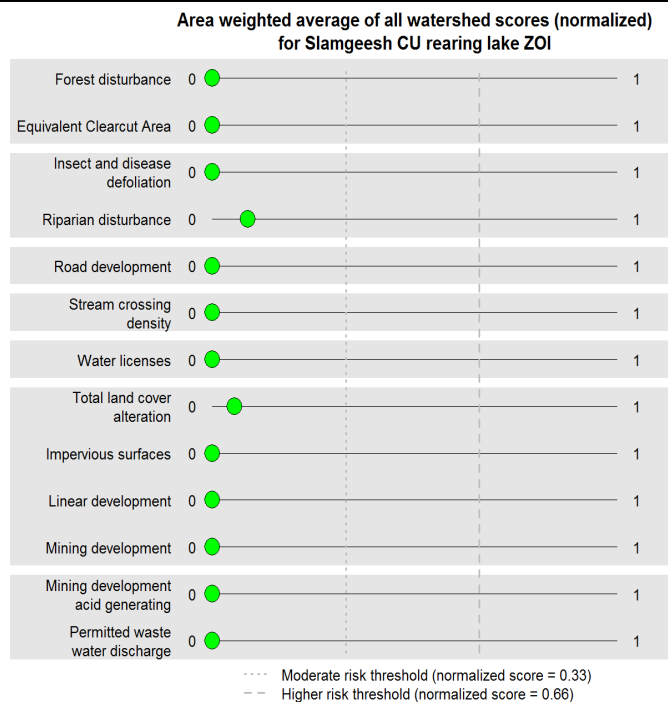 Area weighted average of all watershed scores (normalized)
for Slamgeesh CU rearing lake ZOI
Forest disturbance 0 1
Equivalent Clearcut Area 0 1
Insect and disease
defoliation 0 1
Riparian disturbance 0 1
Road development 0 1
Stream crossing
density 0 1
Water licenses 0 1
Total land cover
alteration 0 1
Impervious surfaces 0 1
Linear development 0 1
Mining development 0 1
Mining development
acid generating 0 1
Permitted waste
water discharge 0 1
Moderate risk threshold (normalized score = 0.33)
Higher risk threshold (normalized score = 0.66)